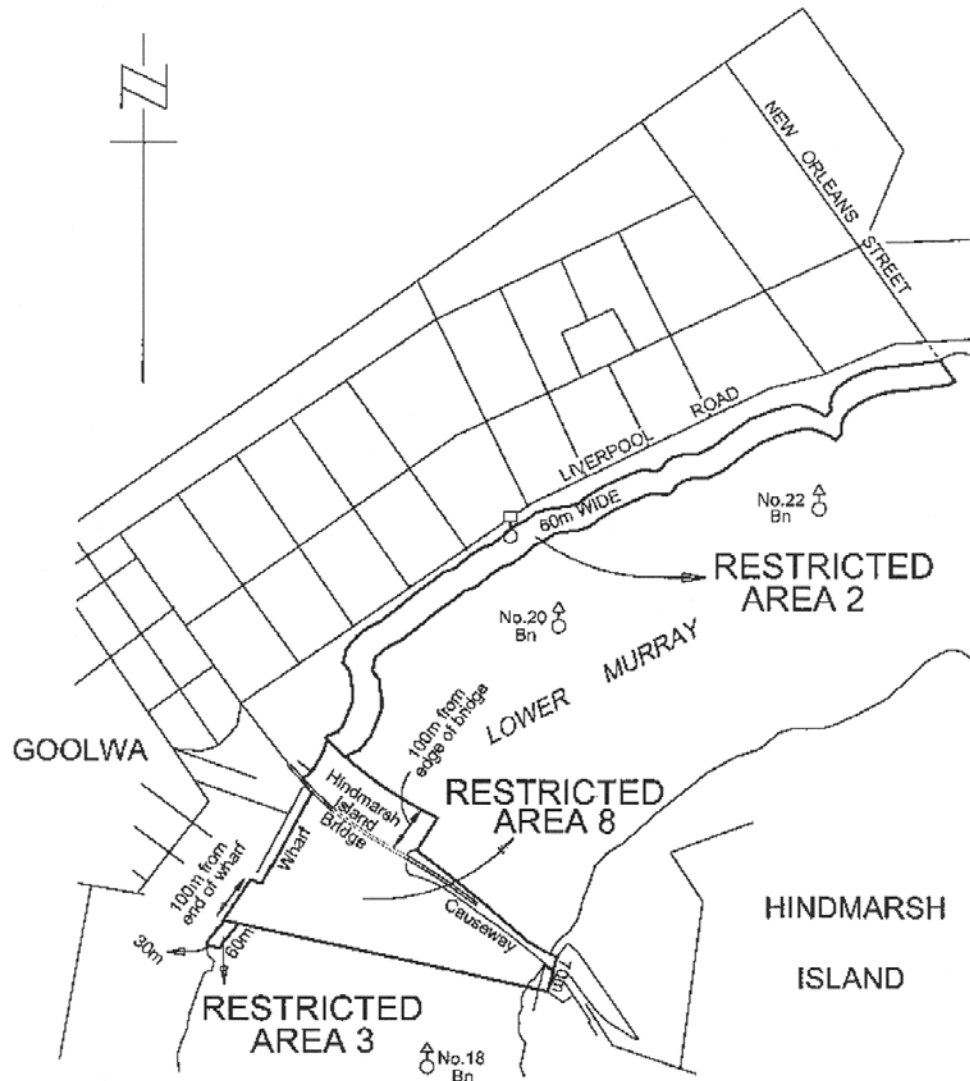 N
NEW ORLEANS STREET
LIVERPOOL ROAD
60m WIDE
No.22
Bn
RESTRICTED
AREA 2
No.20
Bn
LOWER MURRAY
100m from
edge of bridge
GOOLWA
RESTRICTED
AREA 8
Hindmarsh
Island
Bridge
Wharf
100m from
end of wharf
Causeway
HINDMARSH
ISLAND
30m
60m
70m
RESTRICTED
AREA 3
No.18
Bn